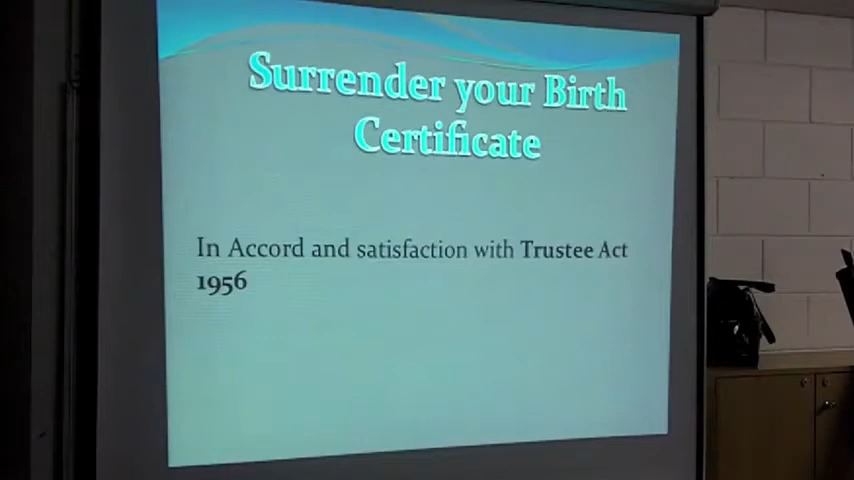 Surrender your Birth
Certificate
In Accord and satisfaction with Trustee Act
1956